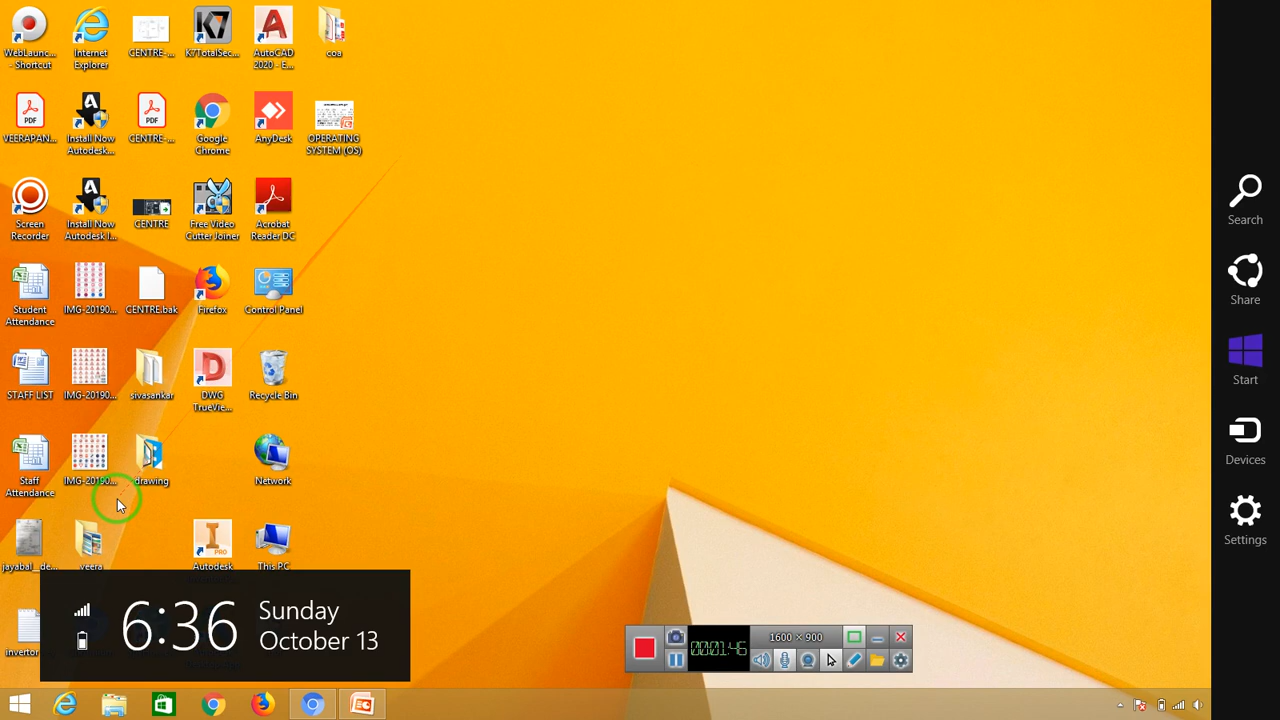 WebLaunc...
- Shortcut
Internet
Explorer
CENTRE-...
K7TotalSec...
AutoCAD
2020 - E...
coa
VEERAPAN...
Install Now
Autodesk...
CENTRE-...
Google
Chrome
AnyDesk
OPERATING
SYSTEM (OS)
Screen
Recorder
Install Now
Autodesk I...
CENTRE
Free Video
Cutter Joiner
Acrobat
Reader DC
Student
Attendance
IMG-20190...
CENTRE.bak
Firefox
Control Panel
STAFF LIST
IMG-20190...
sivasankar
DWG
TrueVie...
Recycle Bin
Staff
Attendance
IMG-20190...
drawing
Network
jayabal_de...
veera
Autodesk
This PC
invertor
6:36
Sunday
October 13
Search
Share
Start
Devices
Settings
1600 × 900
000:01:46